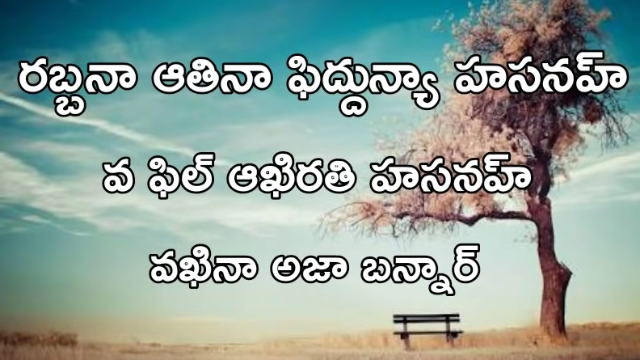 రబ్బనా ఆతినా ఫిద్దున్యా హసనహ్
వ ఫిల్ ఆఖిరతి హసనహ్
వఖినా అజా బన్నార్